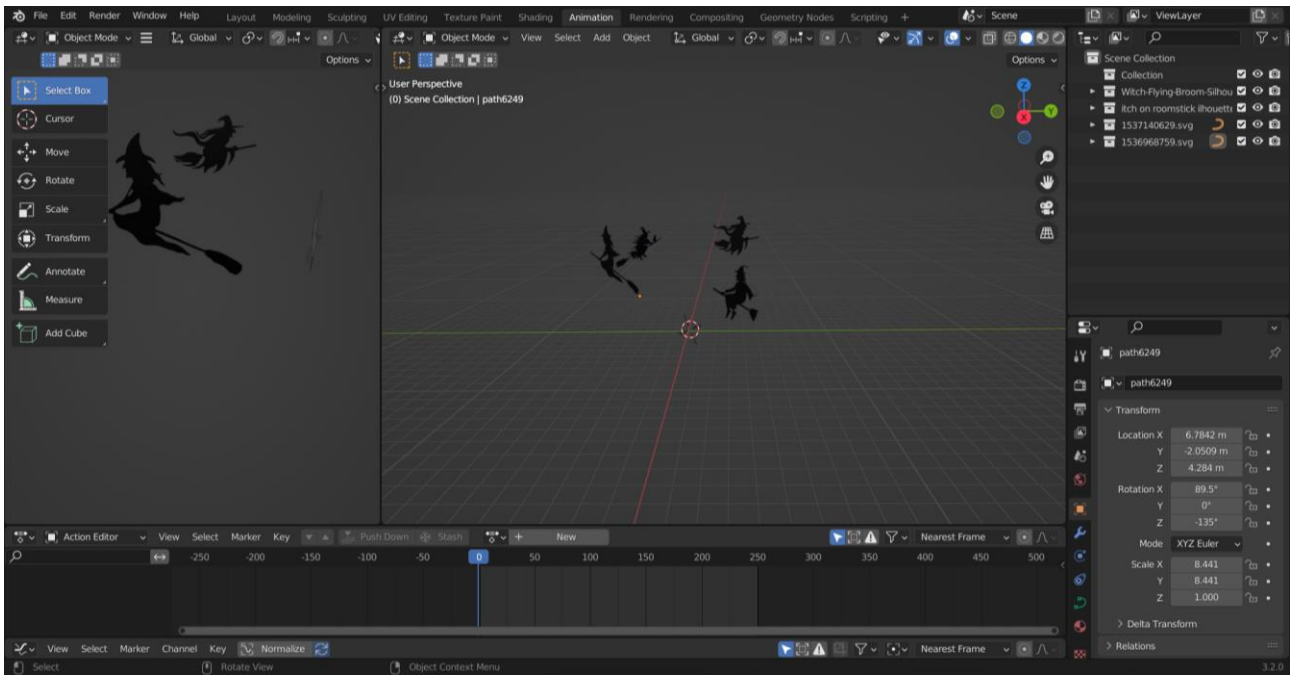 File Edit Render Window Help Layout Modeling Sculpting UV Editing Texture Paint Shading Animation Rendering Compositing Geometry Nodes Scripting + Scene ViewLayer
Object Mode Global Object Mode View Select Add Object Global
Options Options
Select Box
Cursor
Move
Rotate
Scale
Transform
Annotate
Measure
Add Cube
User Perspective
(0) Scene Collection | path6249
Z
Y
X
Scene Collection
Collection
Witch-Flying-Broom-Silhou
itch on roomstick ilhouette
1537140629.svg
1536968759.svg
path6249
path6249
Transform
Location X 6.7842 m
Y -2.0509 m
Z 4.284 m
Rotation X 89.5°
Y 0°
Z -135°
Mode XYZ Euler
Scale X 8.441
Y 8.441
Z 1.000
Delta Transform
Relations
Action Editor View Select Marker Key Push Down Stash + New Nearest Frame
-250 -200 -150 -100 -50 0 50 100 150 200 250 300 350 400 450 500
View Select Marker Channel Key Normalize Nearest Frame
Select Rotate View Object Context Menu 3.2.0